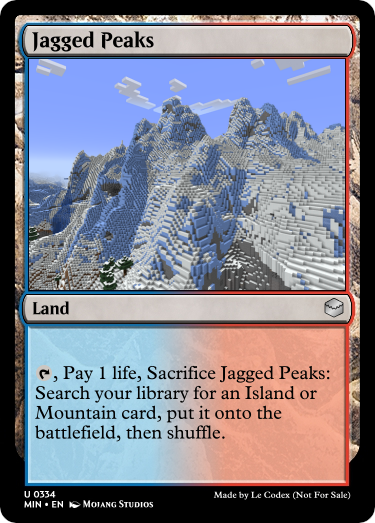 Jagged Peaks
Land
, Pay 1 life, Sacrifice Jagged Peaks:
Search your library for an Island or
Mountain card, put it onto the
battlefield, then shuffle.
U 0334
MIN • EN Mojang Studios
Made by Le Codex (Not For Sale)